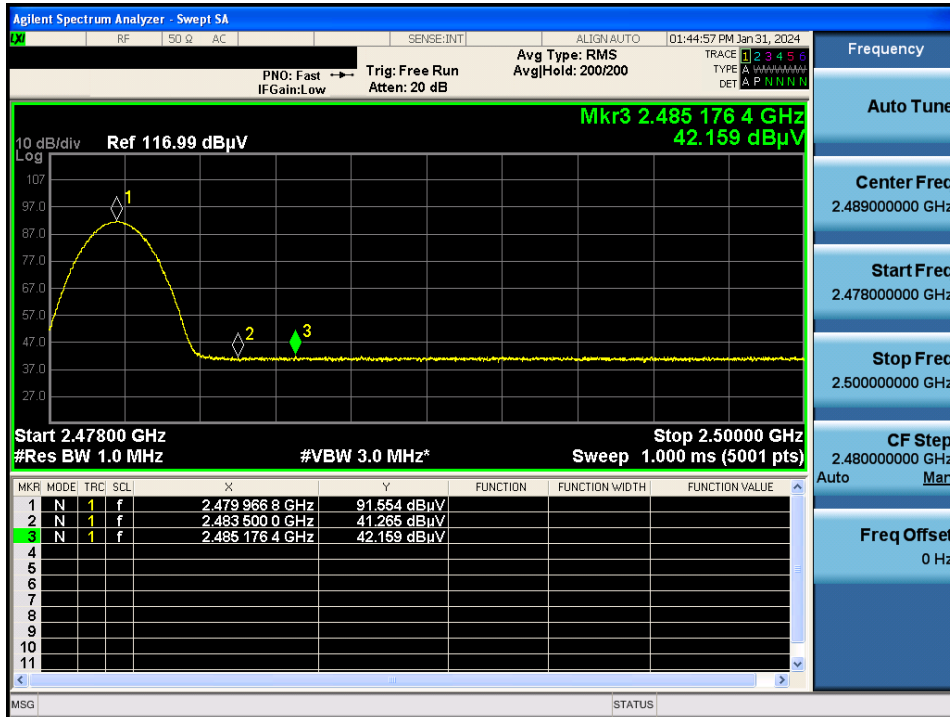 Agilent Spectrum Analyzer - Swept SA
LXI RF 50 Ω AC SENSE:INT ALIGN AUTO 01:44:57 PM Jan 31, 2024
PNO: Fast
IFGain:Low
Trig: Free Run
Atten: 20 dB
Avg Type: RMS
Avg|Hold: 200/200
TRACE 1 2 3 4 5 6
TYPE A WWWWW
DET A P N N N N
Mkr3 2.485 176 4 GHz
42.159 dBµV
10 dB/div Ref 116.99 dBµV
Log
107
97.0
87.0
77.0
67.0
57.0
47.0
37.0
27.0
1
2
3
Start 2.47800 GHz Stop 2.50000 GHz
#Res BW 1.0 MHz #VBW 3.0 MHz* Sweep 1.000 ms (5001 pts)
MKR MODE TRC SCL X Y FUNCTION FUNCTION WIDTH FUNCTION VALUE
1 N 1 f 2.479 966 8 GHz 91.554 dBµV
2 N 1 f 2.483 500 0 GHz 41.265 dBµV
3 N 1 f 2.485 176 4 GHz 42.159 dBµV
4
5
6
7
8
9
10
11
MSG STATUS
Frequency
Auto Tune
Center Freq
2.489000000 GHz
Start Freq
2.478000000 GHz
Stop Freq
2.500000000 GHz
CF Step
2.480000000 GHz
Auto Man
Freq Offset
0 Hz